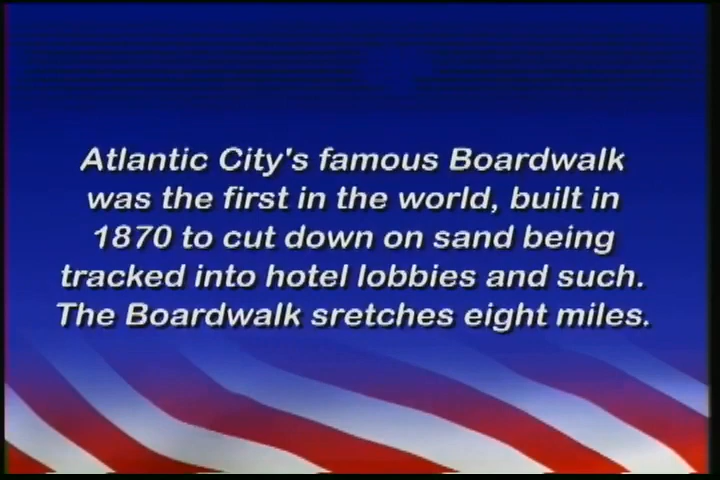 Atlantic City's famous Boardwalk
was the first in the world, built in
1870 to cut down on sand being
tracked into hotel lobbies and such.
The Boardwalk sretches eight miles.